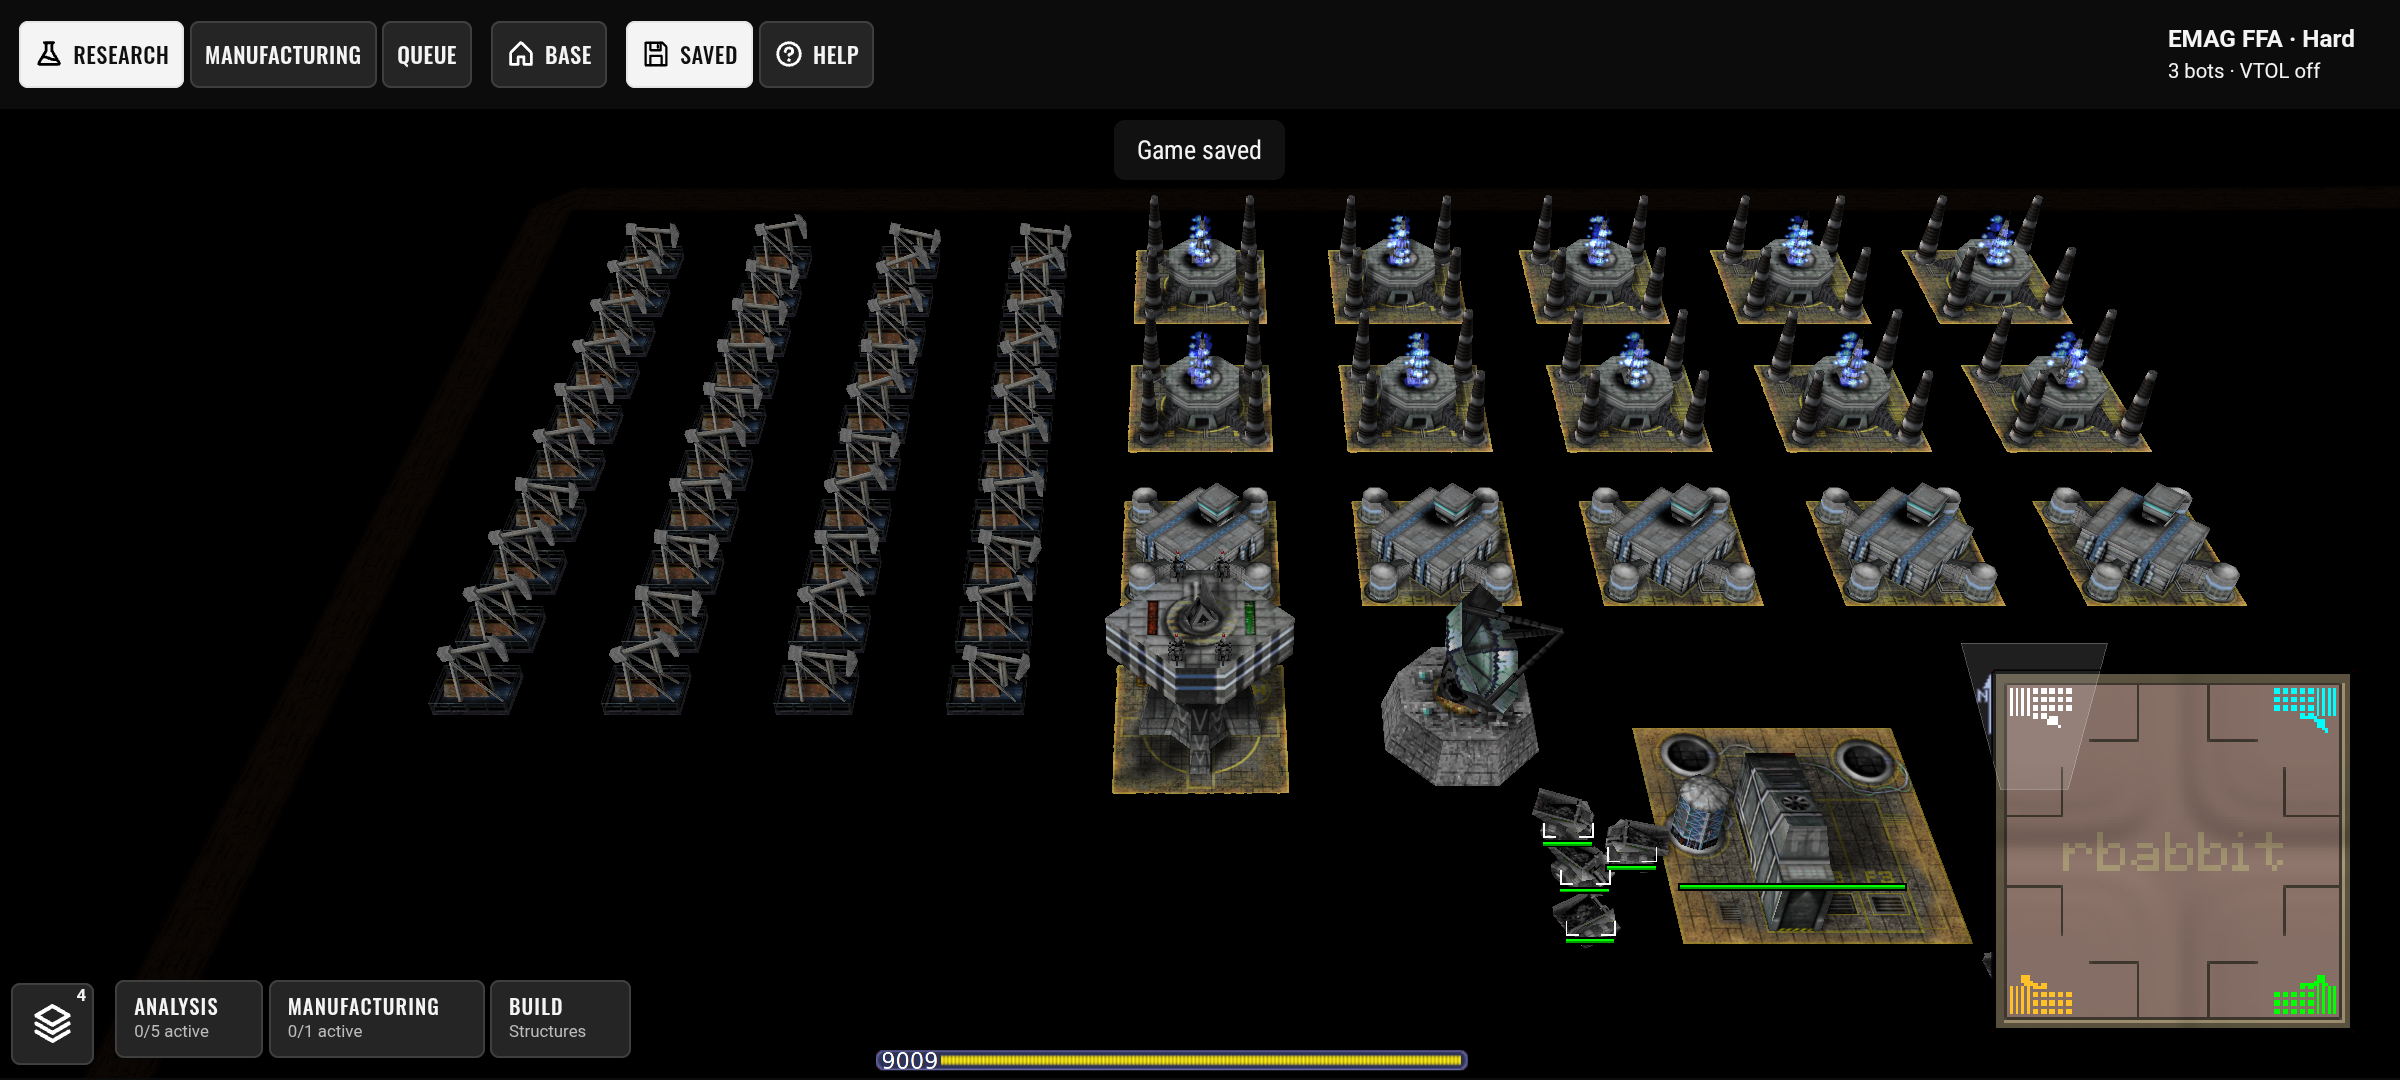 RESEARCH
MANUFACTURING
QUEUE
BASE
SAVED
HELP
EMAG FFA · Hard
3 bots · VTOL off
Game saved
N
rbabbit
4
ANALYSIS
0/5 active
MANUFACTURING
0/1 active
BUILD
Structures
9009